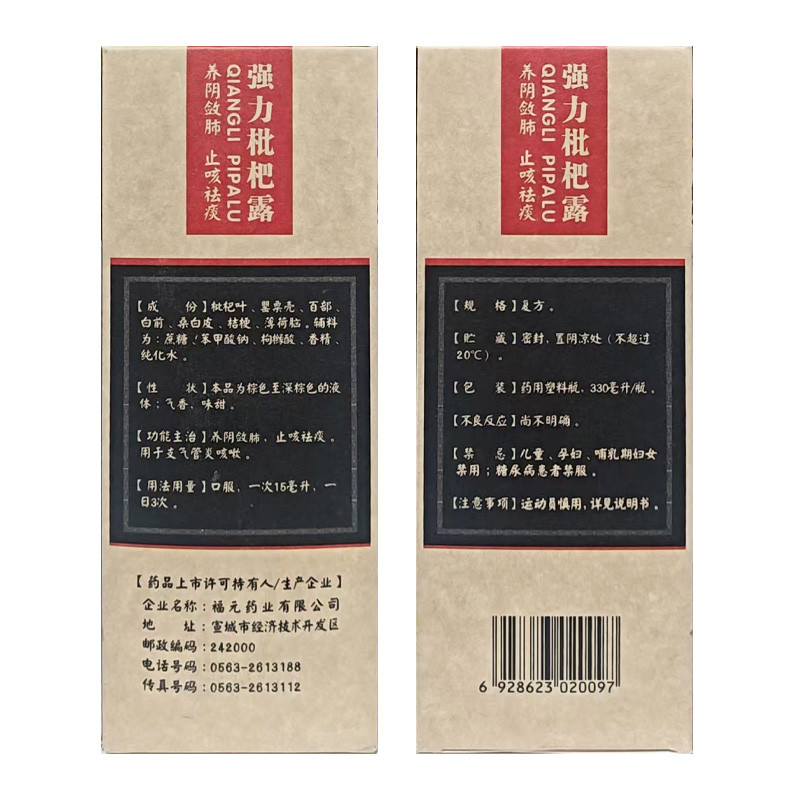 强力枇杷露
QIANGLI PIPALU
养阴敛肺 止咳祛痰
【成 份】枇杷叶、罂粟壳、百部、
白前、桑白皮、桔梗、薄荷脑。辅料
为：蔗糖、苯甲酸钠、枸橼酸、香精、
纯化水。
【性 状】本品为棕色至深棕色的液
体；气香、味甜。
【功能主治】养阴敛肺，止咳祛痰。
用于支气管炎咳嗽。
【用法用量】口服，一次15毫升，一
日3次。
【药品上市许可持有人/生产企业】
企业名称：福元药业有限公司
地 址：宣城市经济技术开发区
邮政编码：242000
电话号码：0563-2613188
传真号码：0563-2613112
强力枇杷露
QIANGLI PIPALU
养阴敛肺 止咳祛痰
【规 格】复方。
【贮 藏】密封，置阴凉处（不超过
20℃）。
【包 装】药用塑料瓶，330毫升/瓶。
【不良反应】尚不明确。
【禁 忌】儿童、孕妇、哺乳期妇女
禁用；糖尿病患者禁服。
【注意事项】运动员慎用，详见说明书。
6 928623 020097